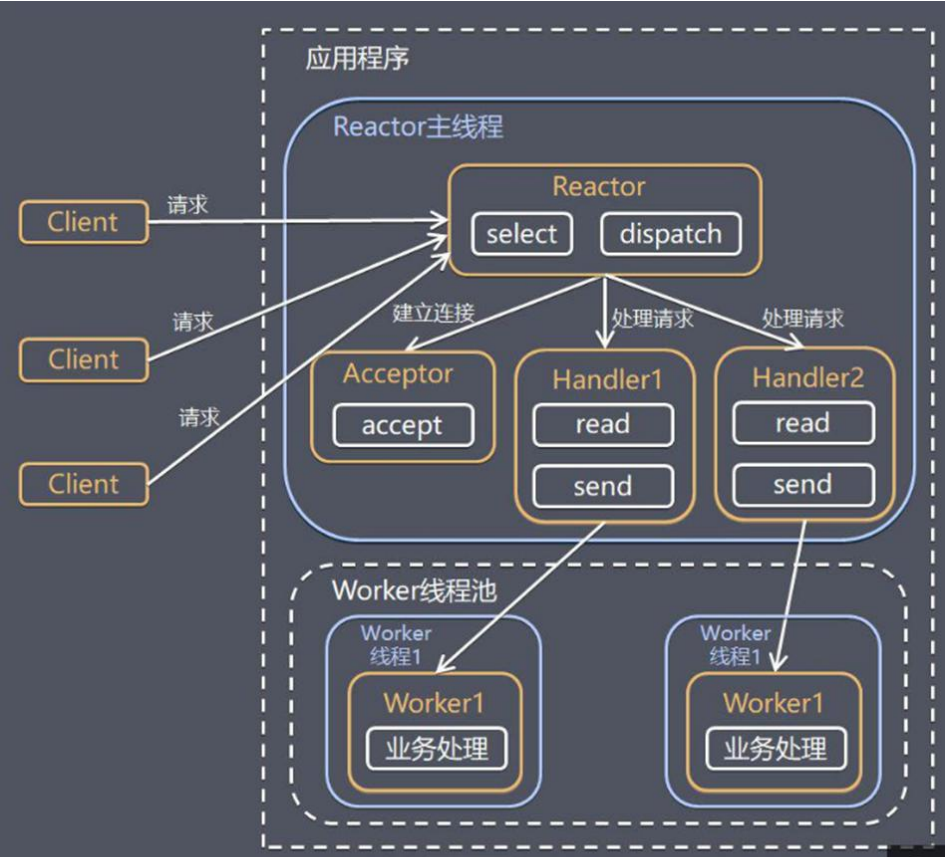 应用程序
Reactor主线程
Reactor
select
dispatch
Client
请求
Client
请求
Client
请求
建立连接
处理请求
处理请求
Acceptor
accept
Handler1
read
send
Handler2
read
send
Worker线程池
Worker
线程1
Worker1
业务处理
Worker
线程1
Worker1
业务处理